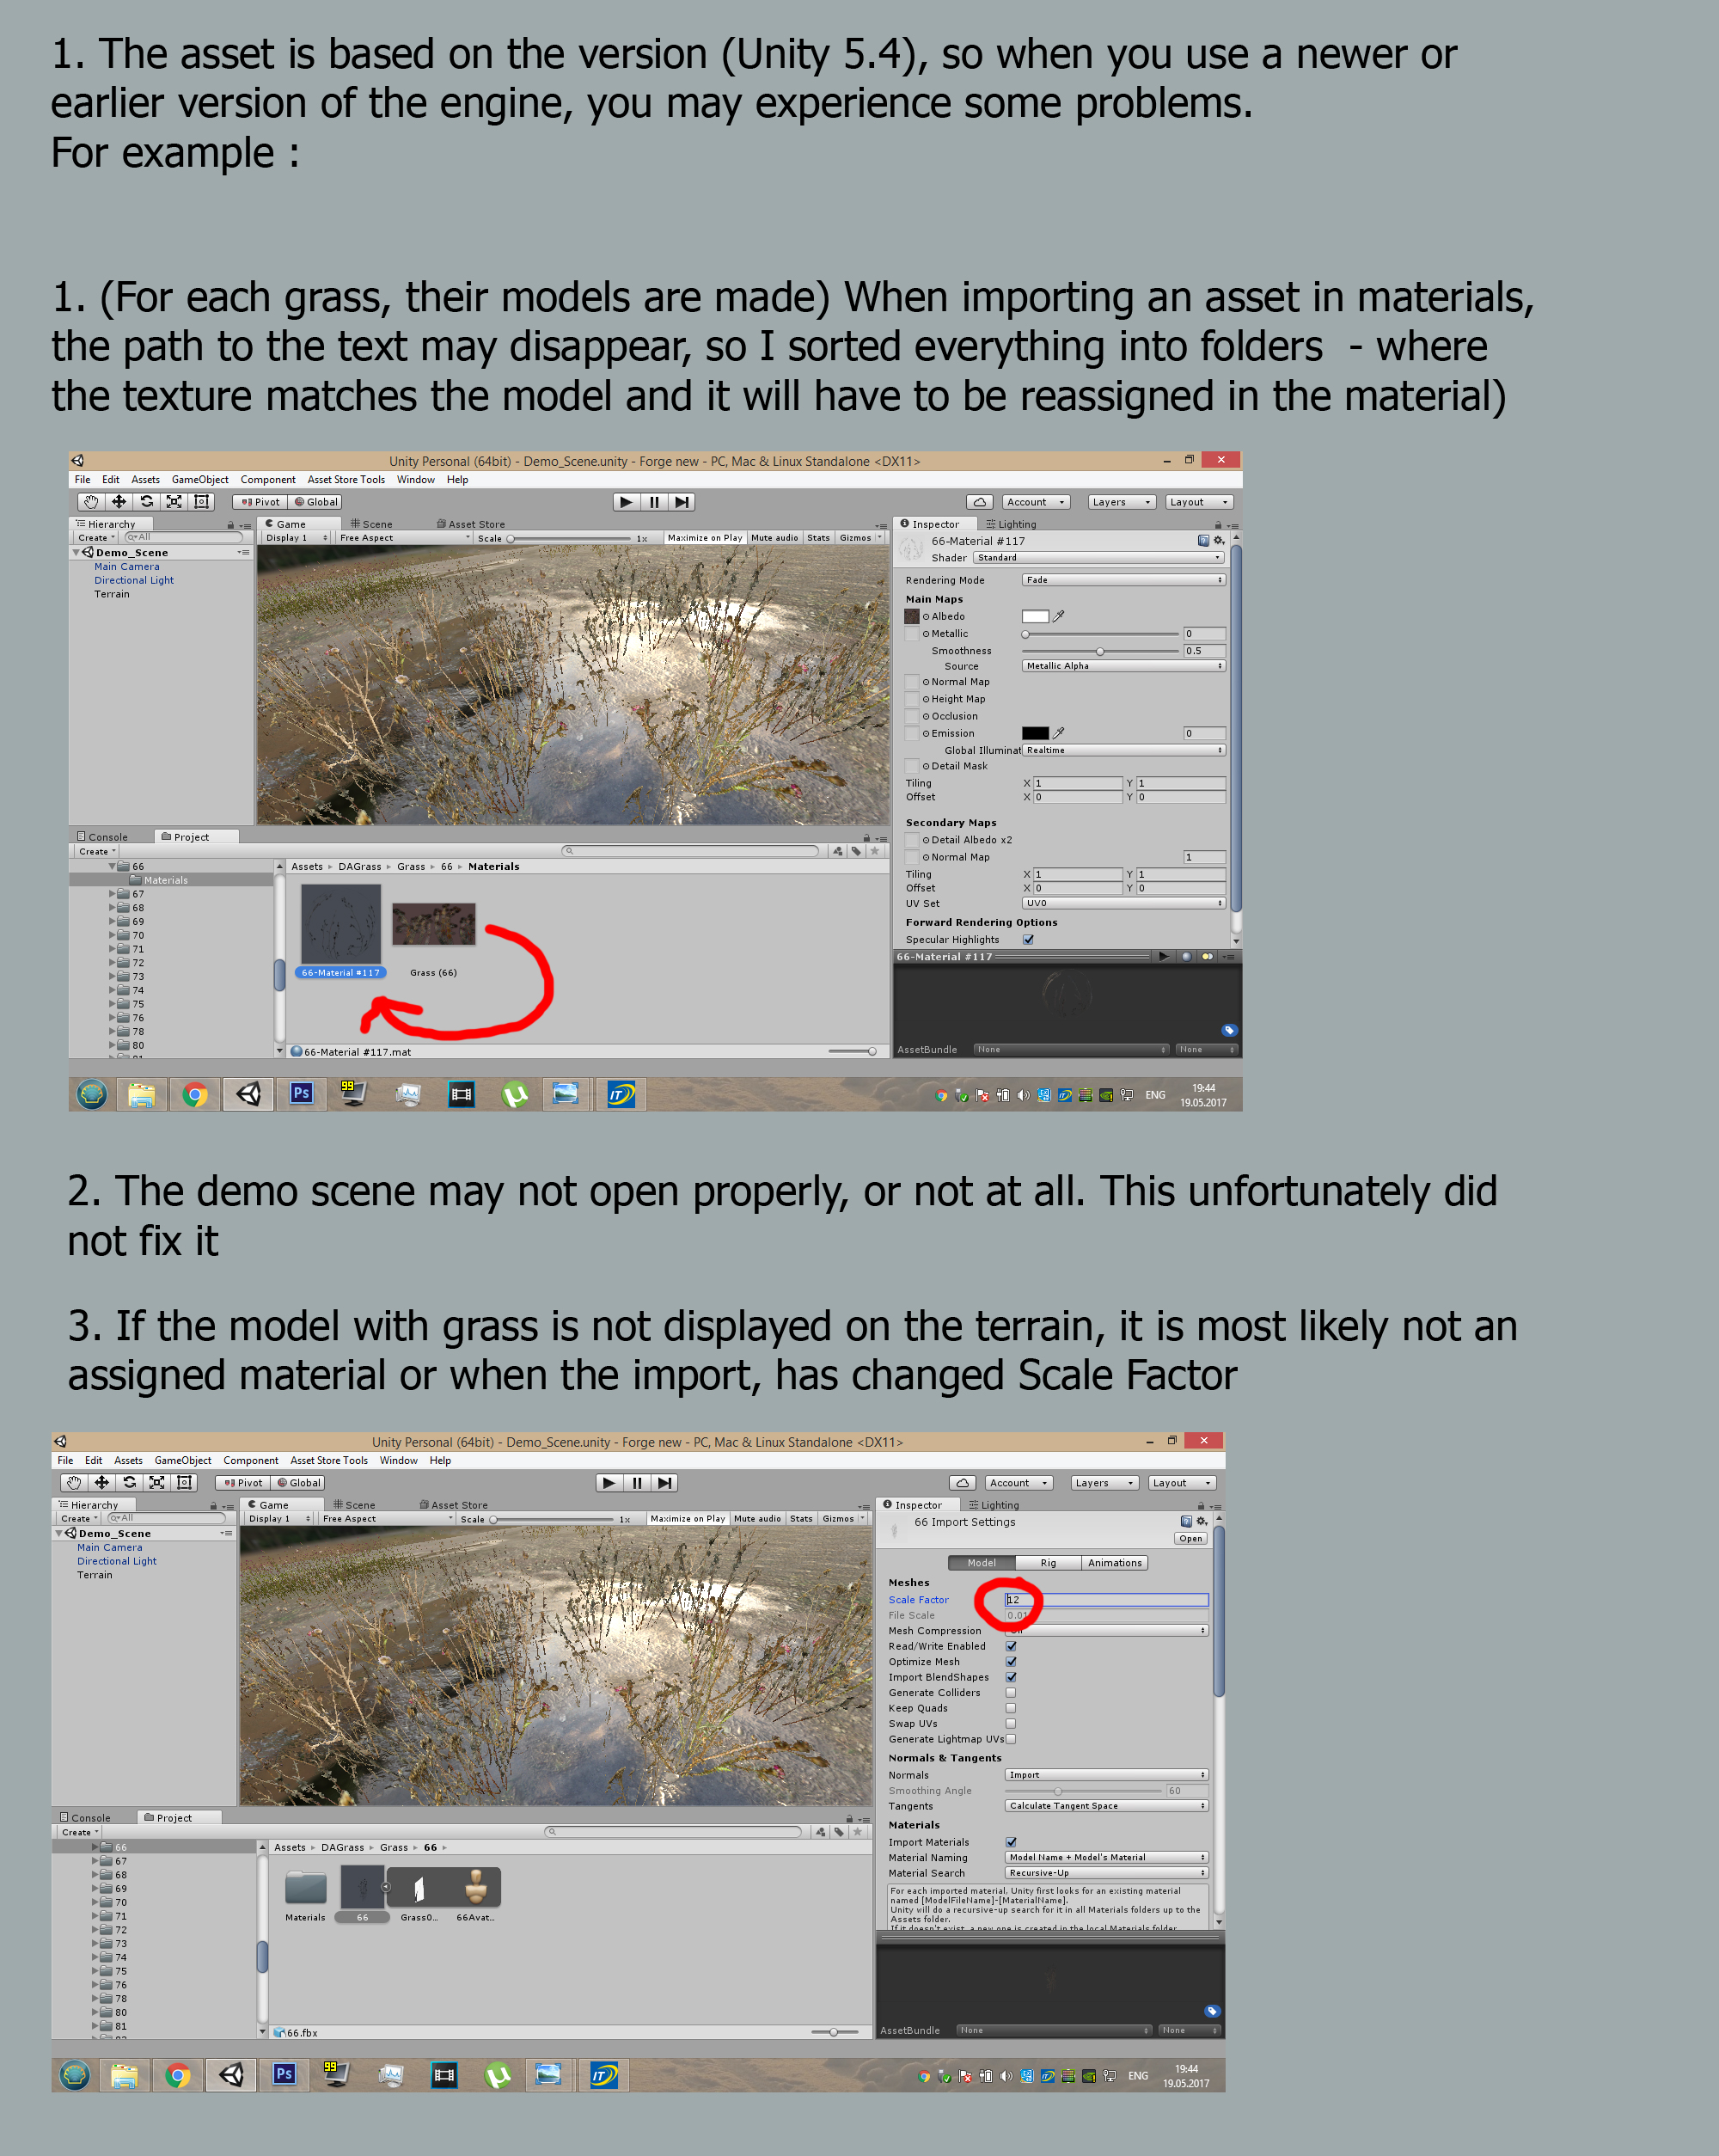 1. The asset is based on the version (Unity 5.4), so when you use a newer or
earlier version of the engine, you may experience some problems.
For example :
1. (For each grass, their models are made) When importing an asset in materials,
the path to the text may disappear, so I sorted everything into folders  - where
the texture matches the model and it will have to be reassigned in the material)
Unity Personal (64bit) - Demo_Scene.unity - Forge new - PC, Mac & Linux Standalone <DX11>
File Edit Assets GameObject Component Asset Store Tools Window Help
Pivot Global Account Layers Layout
Hierarchy Game Scene Asset Store Inspector Lighting
Create All Display 1 Free Aspect Scale 1x Maximize on Play Mute audio Stats Gizmos
Demo_Scene
Main Camera
Directional Light
Terrain
66-Material #117
Shader Standard
Rendering Mode Fade
Main Maps
Albedo
Metallic 0
Smoothness 0.5
Source Metallic Alpha
Normal Map
Height Map
Occlusion
Emission 0
Global Illuminat Realtime
Detail Mask
Tiling X 1 Y 1
Offset X 0 Y 0
Secondary Maps
Detail Albedo x2
Normal Map 1
Tiling X 1 Y 1
Offset X 0 Y 0
UV Set UV0
Forward Rendering Options
Specular Highlights
66-Material #117
AssetBundle None None
Console Project
Create
66
Materials
67
68
69
70
71
72
73
74
75
76
78
80
81
Assets DAGrass Grass 66 Materials
66-Material #117 Grass (66)
66-Material #117.mat
Ps 99 IT ENG 19:44
19.05.2017
2. The demo scene may not open properly, or not at all. This unfortunately did
not fix it
3. If the model with grass is not displayed on the terrain, it is most likely not an
assigned material or when the import, has changed Scale Factor
Unity Personal (64bit) - Demo_Scene.unity - Forge new - PC, Mac & Linux Standalone <DX11>
File Edit Assets GameObject Component Asset Store Tools Window Help
Pivot Global Account Layers Layout
Hierarchy Game Scene Asset Store Inspector Lighting
Create All Display 1 Free Aspect Scale 1x Maximize on Play Mute audio Stats Gizmos
Demo_Scene
Main Camera
Directional Light
Terrain
66 Import Settings
Open
Model Rig Animations
Meshes
Scale Factor 12
File Scale 0.01
Mesh Compression
Read/Write Enabled
Optimize Mesh
Import BlendShapes
Generate Colliders
Keep Quads
Swap UVs
Generate Lightmap UVs
Normals & Tangents
Normals Import
Smoothing Angle 60
Tangents Calculate Tangent Space
Materials
Import Materials
Material Naming Model Name + Model's Material
Material Search Recursive-Up
For each imported material, Unity first looks for an existing material
named [ModelFileName]-[MaterialName].
Unity will do a recursive-up search for it in all Materials folders up to the
Assets folder.
If it doesn't exist, a new one is created in the local Materials folder.
AssetBundle None None
Console Project
Create
66
67
68
69
70
71
72
73
74
75
76
78
80
81
Assets DAGrass Grass 66
Materials 66 Grass0... 66Avat...
66.fbx
Ps 99 IT ENG 19:44
19.05.2017